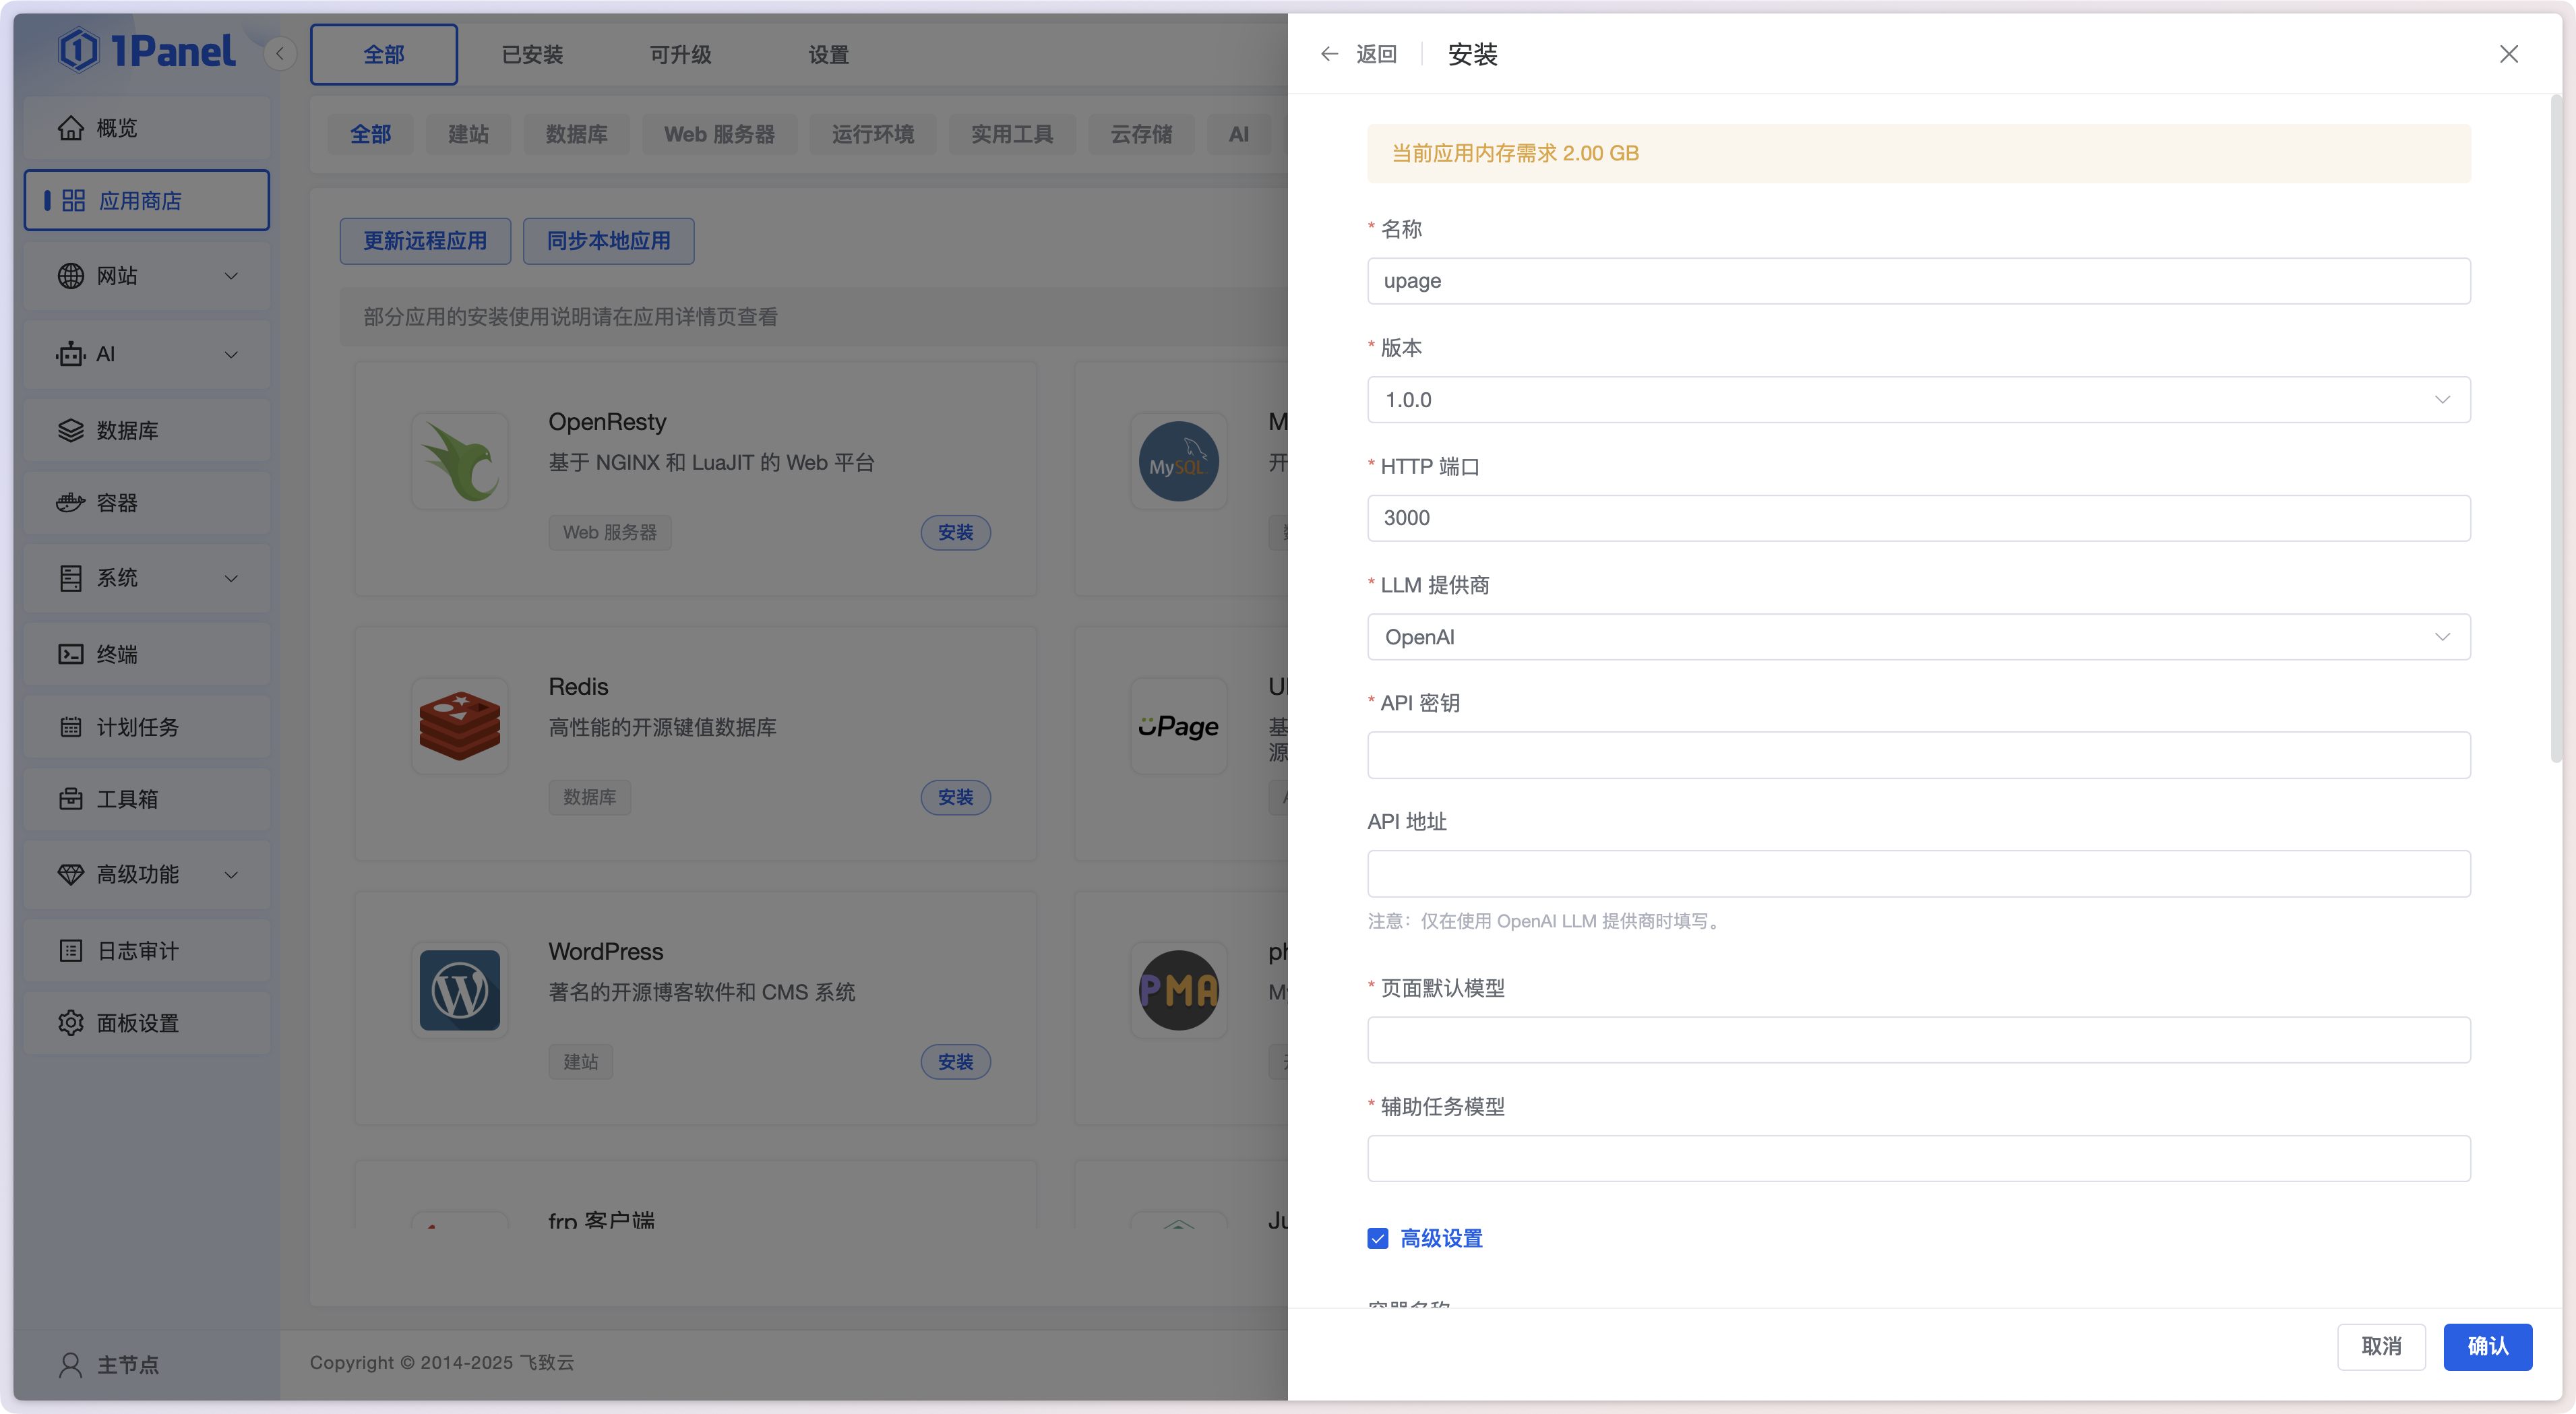 1Panel
概览
应用商店
网站
AI
数据库
容器
系统
终端
计划任务
工具箱
高级功能
日志审计
面板设置
主节点
全部
已安装
可升级
设置
全部
建站
数据库
Web 服务器
运行环境
实用工具
云存储
AI
更新远程应用
同步本地应用
部分应用的安装使用说明请在应用详情页查看
OpenResty
基于 NGINX 和 LuaJIT 的 Web 平台
Web 服务器
安装
MySQL
M
开
Redis
高性能的开源键值数据库
数据库
安装
UPage
基
源
WordPress
著名的开源博客软件和 CMS 系统
建站
安装
PMA
frp 客户端
Copyright © 2014-2025 飞致云
返回
安装
当前应用内存需求 2.00 GB
* 名称
upage
* 版本
1.0.0
* HTTP 端口
3000
* LLM 提供商
OpenAI
* API 密钥
API 地址
注意：仅在使用 OpenAI LLM 提供商时填写。
* 页面默认模型
* 辅助任务模型
高级设置
容器名称
取消
确认